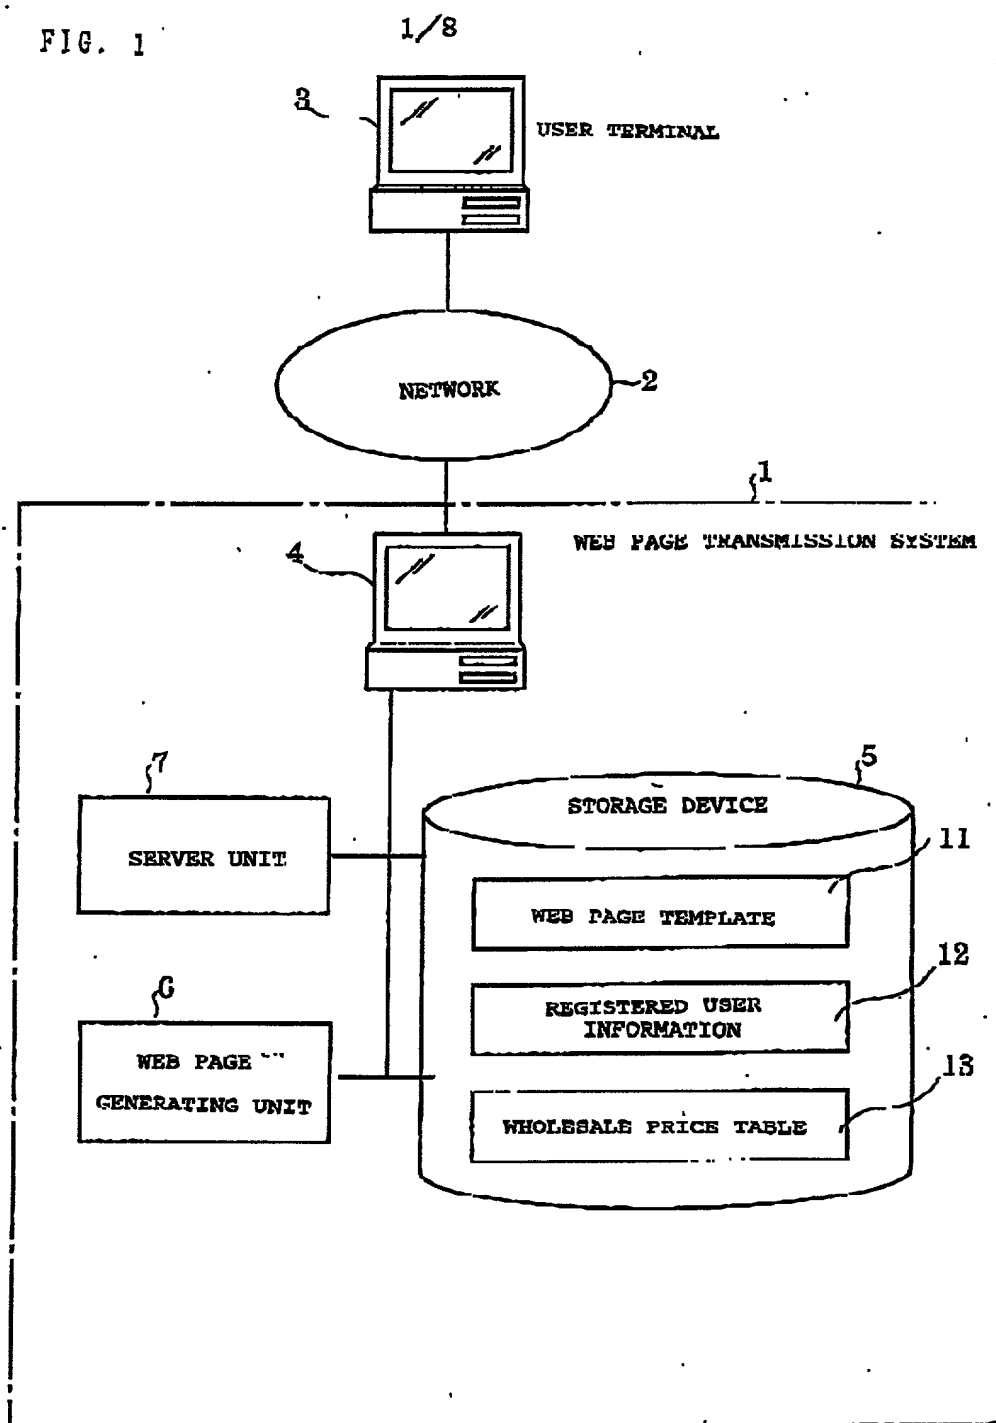 FIG. 1
1/8
3
USER TERMINAL
NETWORK
2
1
WEB PAGE TRANSMISSION SYSTEM
4
7
SERVER UNIT
5
STORAGE DEVICE
11
WEB PAGE TEMPLATE
12
REGISTERED USER
INFORMATION
6
WEB PAGE
GENERATING UNIT
13
WHOLESALE PRICE TABLE